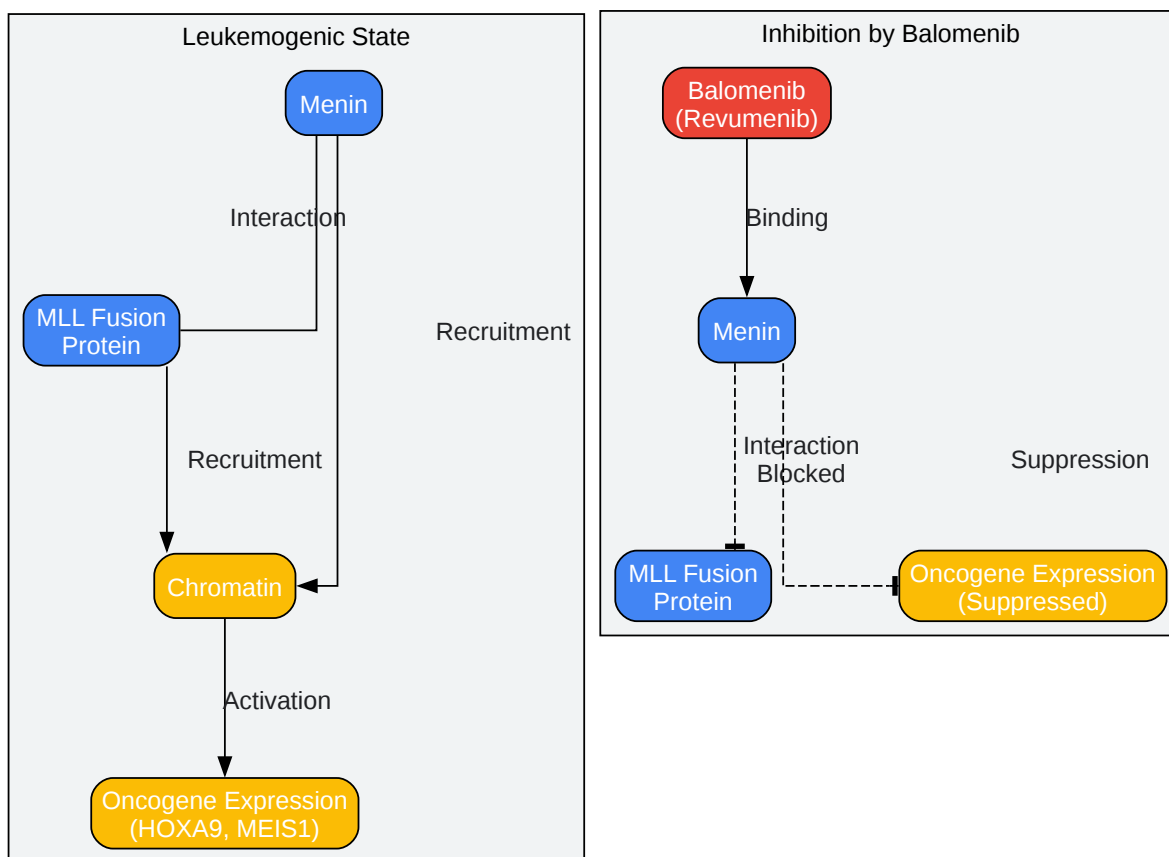 Leukemogenic State
Menin
Interaction
MLL Fusion
Protein
Recruitment
Recruitment
Chromatin
Activation
Oncogene Expression
(HOXA9, MEIS1)
Inhibition by Balomenib
Balomenib
(Revumenib)
Binding
Menin
Interaction
Blocked
Suppression
MLL Fusion
Protein
Oncogene Expression
(Suppressed)